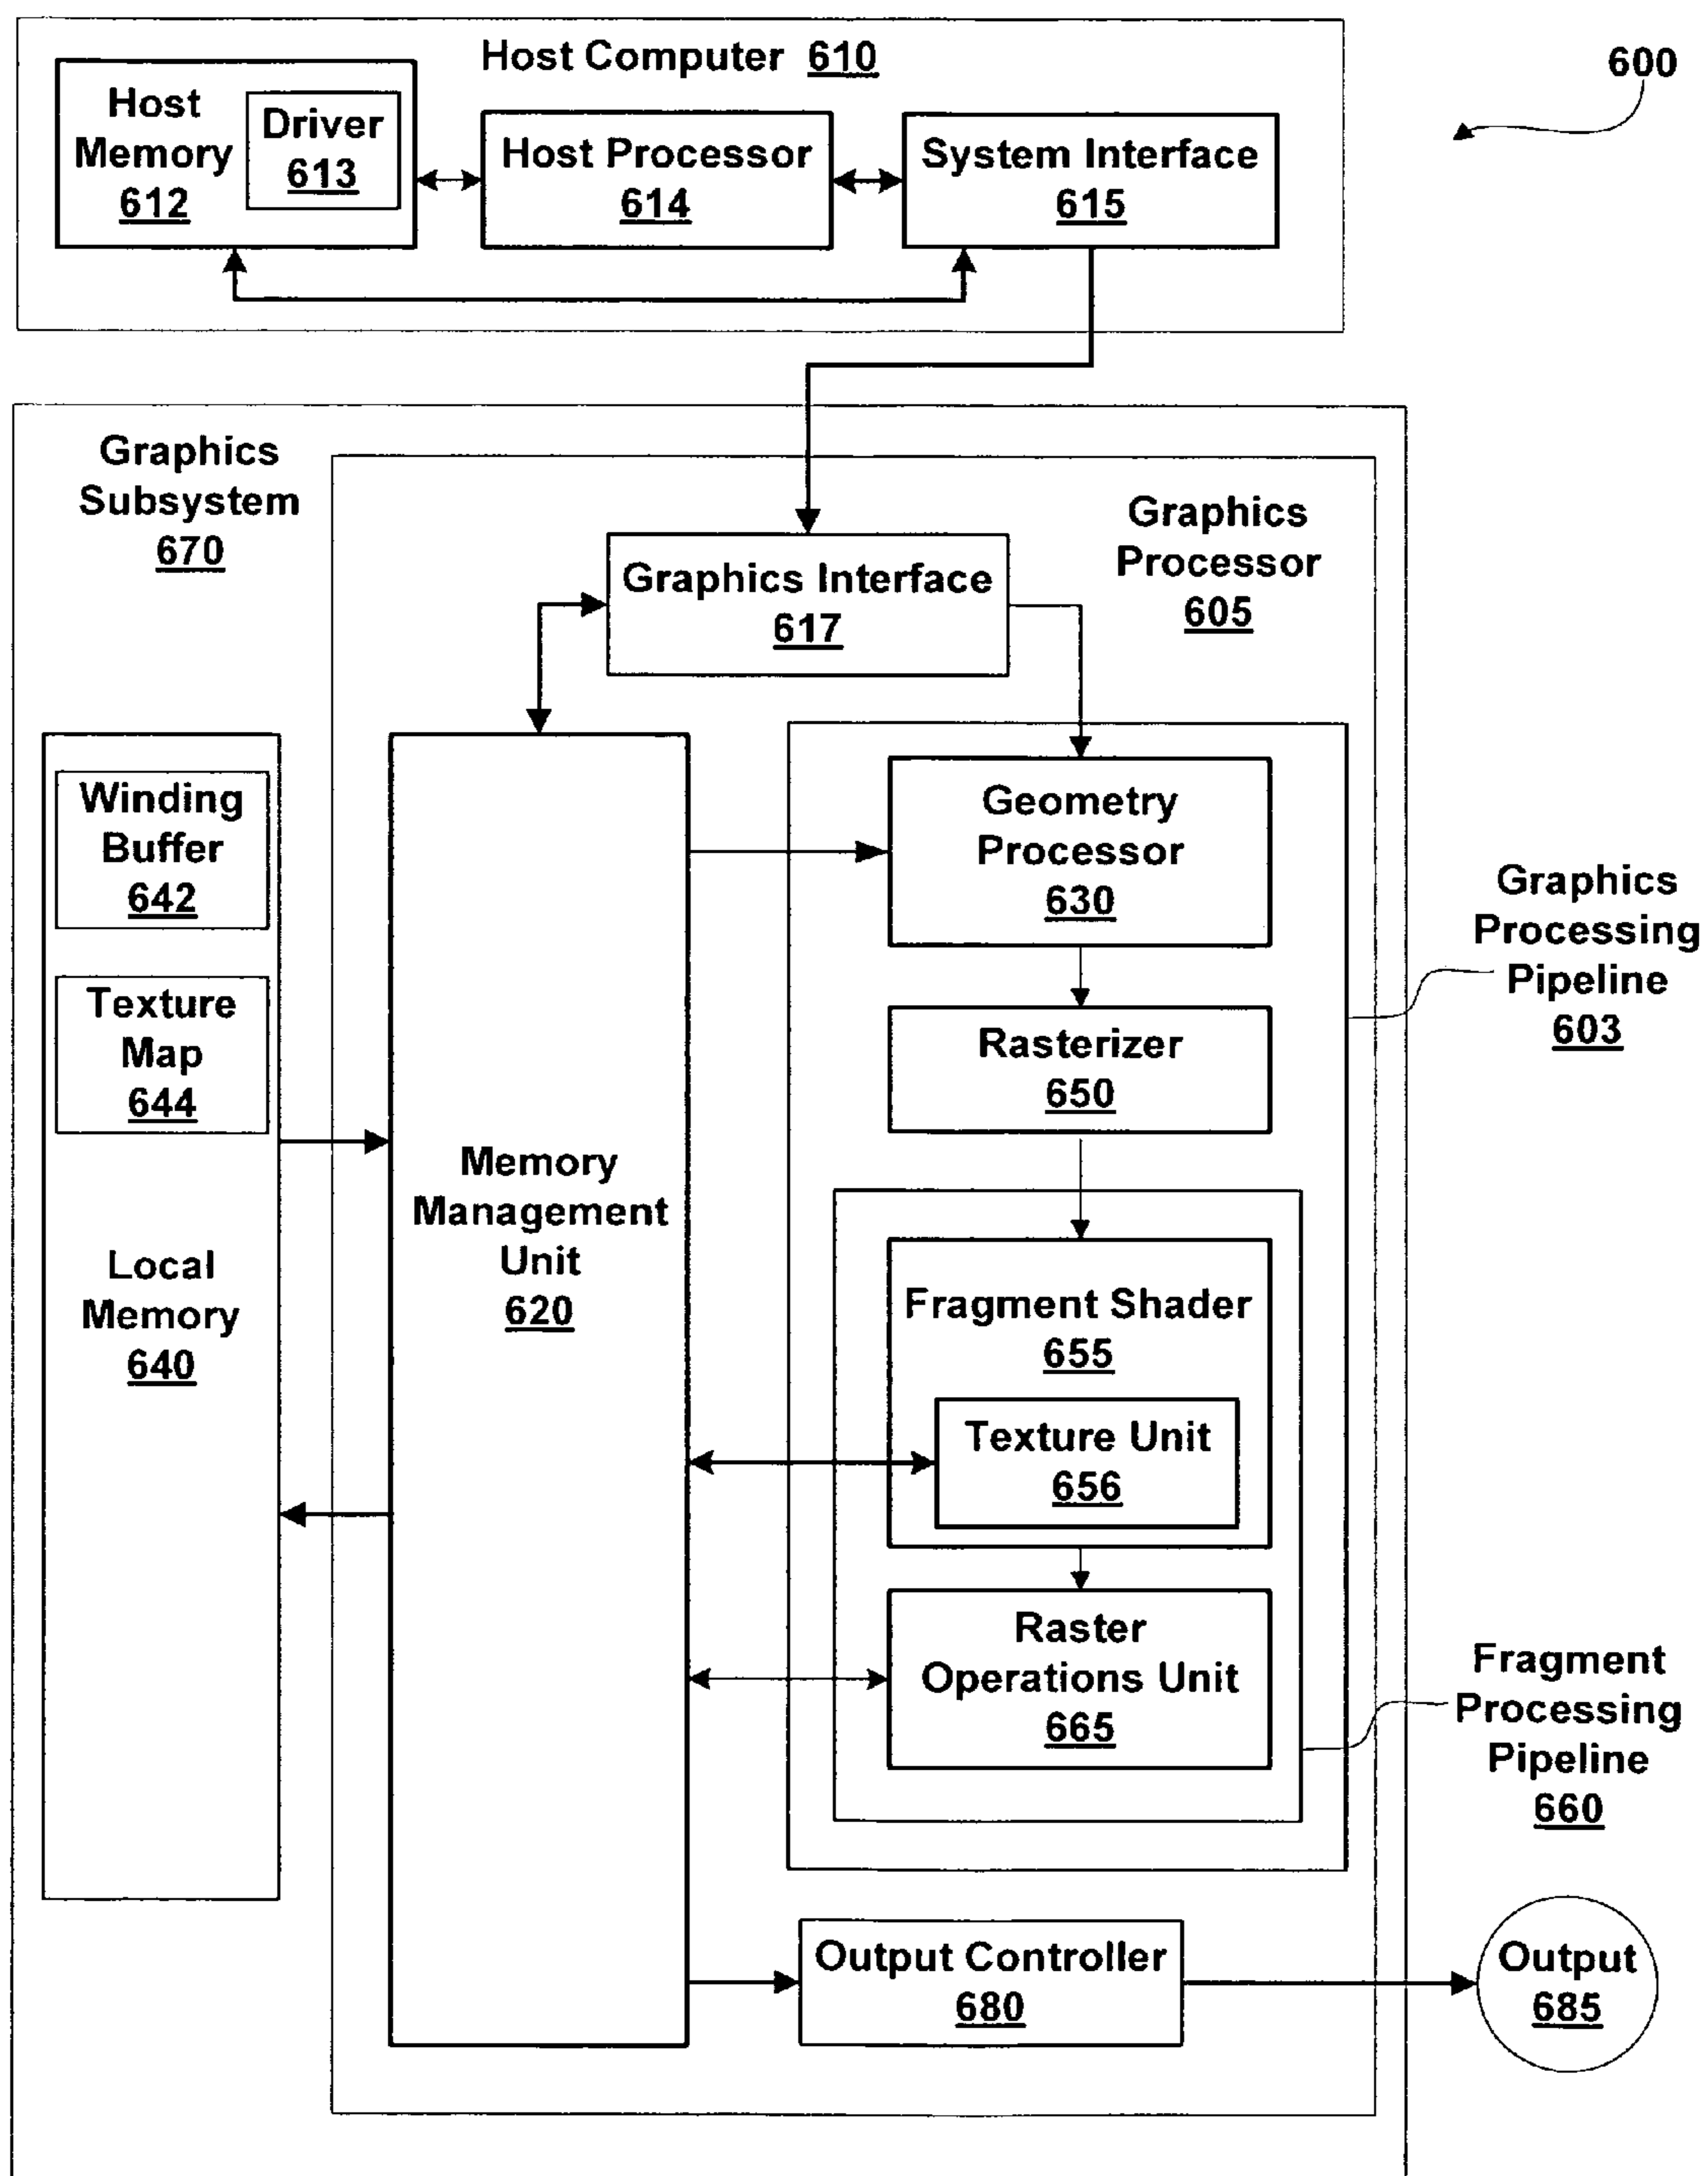 Host Computer 610
600
Host
Memory
612
Driver
613
Host Processor
614
System Interface
615
Graphics
Subsystem
670
Graphics
Processor
605
Graphics Interface
617
Winding
Buffer
642
Texture
Map
644
Local
Memory
640
Memory
Management
Unit
620
Geometry
Processor
630
Rasterizer
650
Fragment Shader
655
Texture Unit
656
Raster
Operations Unit
665
Graphics
Processing
Pipeline
603
Fragment
Processing
Pipeline
660
Output Controller
680
Output
685